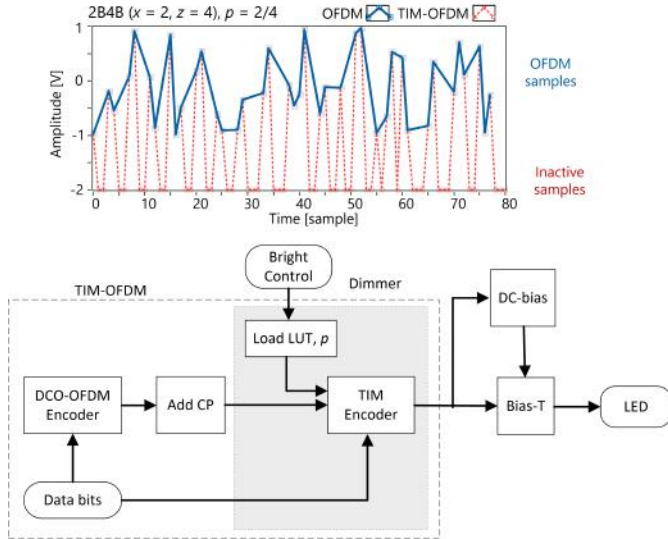 2B4B (x = 2, z = 4), p = 2/4
OFDM
TIM-OFDM
1
0
-1
-2
Amplitude [V]
0
10
20
30
40
50
60
70
80
Time [sample]
OFDM
samples
Inactive
samples
Bright
Control
TIM-OFDM
Dimmer
DC-bias
Load LUT, p
DCO-OFDM
Encoder
Add CP
TIM
Encoder
Bias-T
LED
Data bits